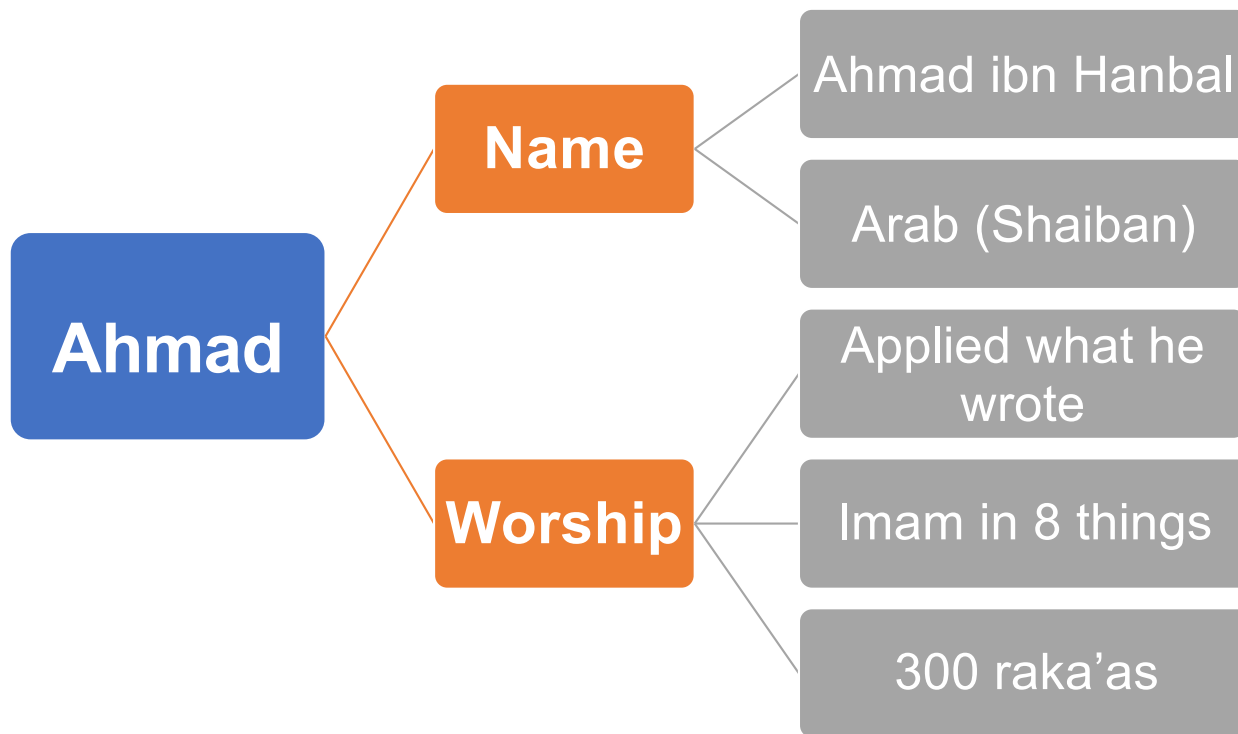 Ahmad
Name
Ahmad ibn Hanbal
Arab (Shaiban)
Worship
Applied what he
wrote
Imam in 8 things
300 raka’as